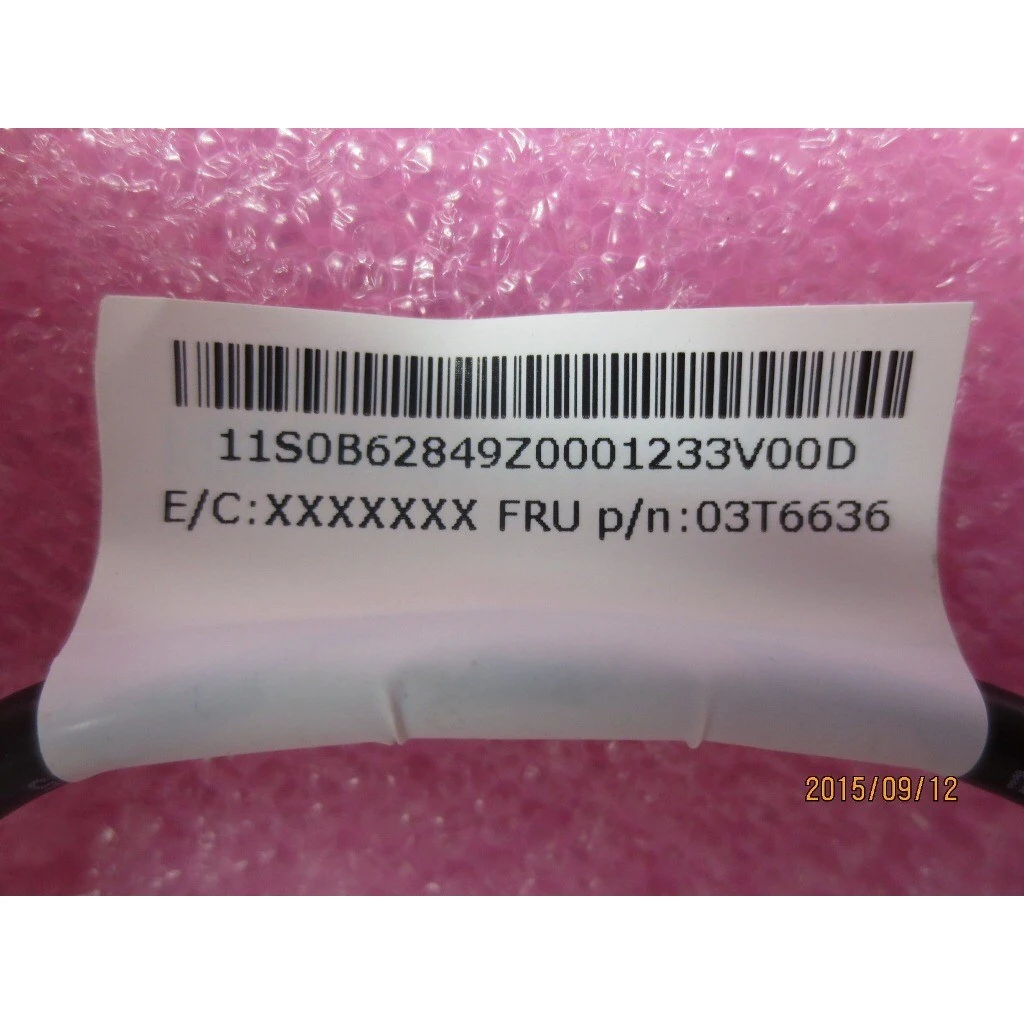 11S0B62849Z0001233V00D
E/C:XXXXXXX FRU p/n:03T6636
2015/09/12